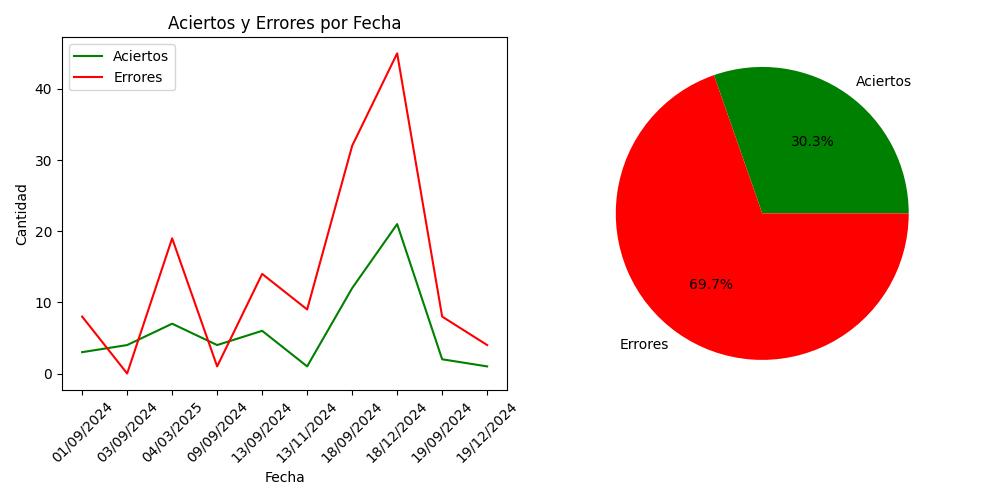 Aciertos y Errores por Fecha
Aciertos
Errores
Cantidad
40
30
20
10
0
01/09/2024
03/09/2024
04/03/2025
09/09/2024
13/09/2024
13/11/2024
18/09/2024
18/12/2024
19/09/2024
19/12/2024
Fecha
Aciertos
30.3%
69.7%
Errores